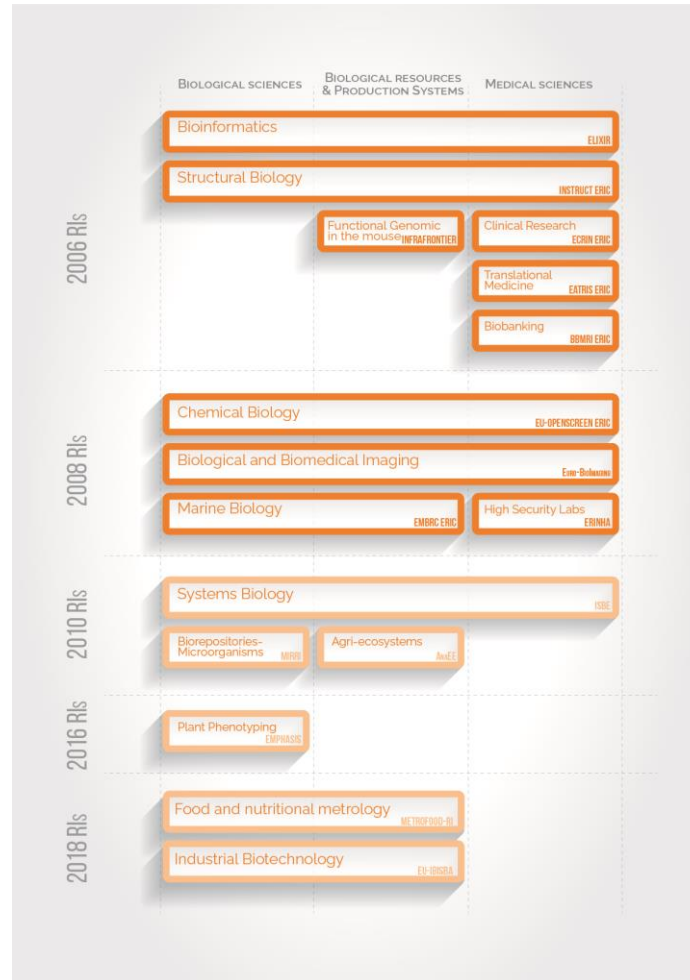 BIOLOGICAL SCIENCES
BIOLOGICAL RESOURCES
& PRODUCTION SYSTEMS
MEDICAL SCIENCES
2006 RIs
Bioinformatics
ELIXIR
Structural Biology
INSTRUCT ERIC
Functional Genomic
in the mouse INFRAFRONTIER
Clinical Research
ECRIN ERIC
Translational
Medicine
EATRIS ERIC
Biobanking
BBMRI ERIC
2008 RIs
Chemical Biology
EU-OPENSCREEN ERIC
Biological and Biomedical Imaging
EURO-BIOIMAGING
Marine Biology
EMBRC ERIC
High Security Labs
ERINHA
2010 RIs
Systems Biology
ISBE
Biorepositories-
Microorganisms
MIRRI
Agri-ecosystems
ANAEE
2016 RIs
Plant Phenotyping
EMPHASIS
2018 RIs
Food and nutritional metrology
METROFOOD-RI
Industrial Biotechnology
EU-IBISBA